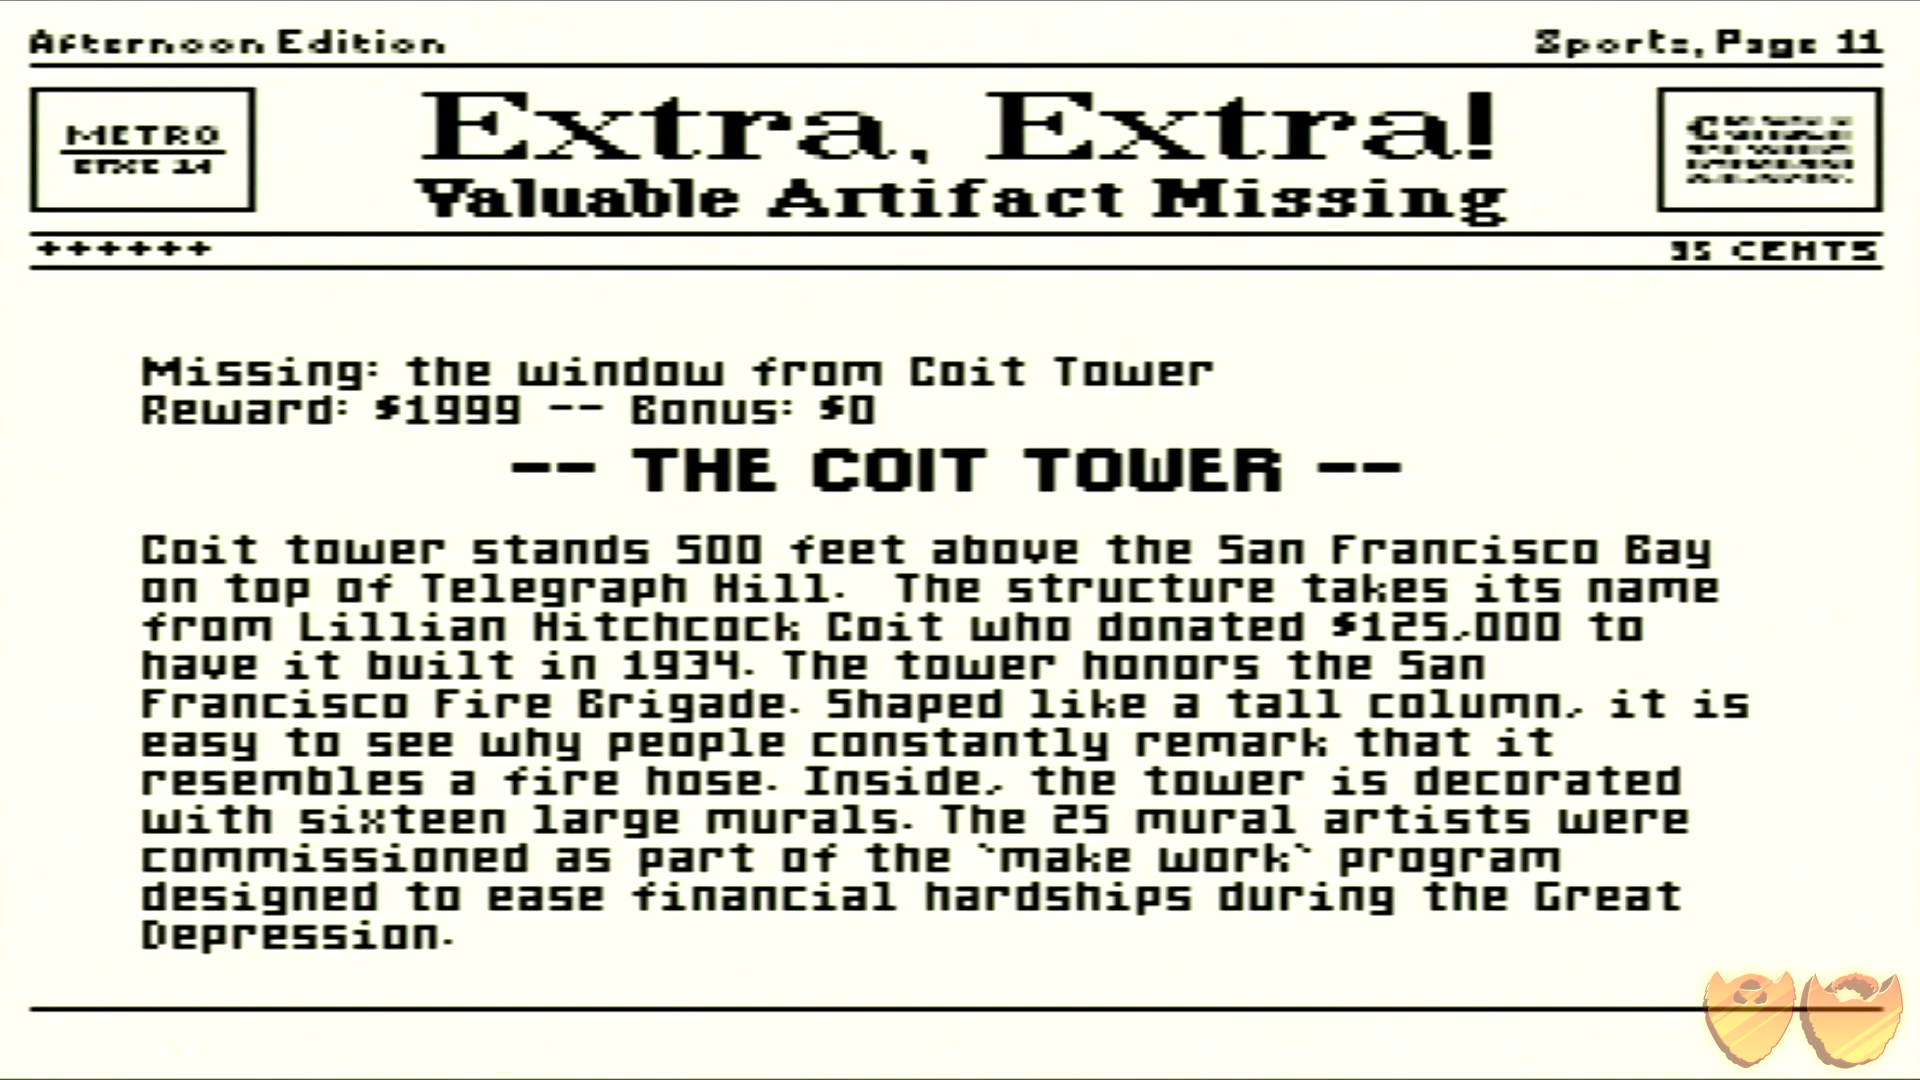 Afternoon Edition
Sports, Page 11
METRO
Extra, Extra!
Valuable Artifact Missing
++++++
35 CENTS
Missing: the window from Coit Tower
Reward: $1999 -- Bonus: $0
-- THE COIT TOWER --
Coit tower stands 500 feet above the San Francisco Bay
on top of Telegraph Hill.  The structure takes its name
from Lillian Hitchcock Coit who donated $125,000 to
have it built in 1934. The tower honors the San
Francisco Fire Brigade. Shaped like a tall column, it is
easy to see why people constantly remark that it
resembles a fire hose. Inside, the tower is decorated
with sixteen large murals. The 25 mural artists were
commissioned as part of the `make work` program
designed to ease financial hardships during the Great
Depression.